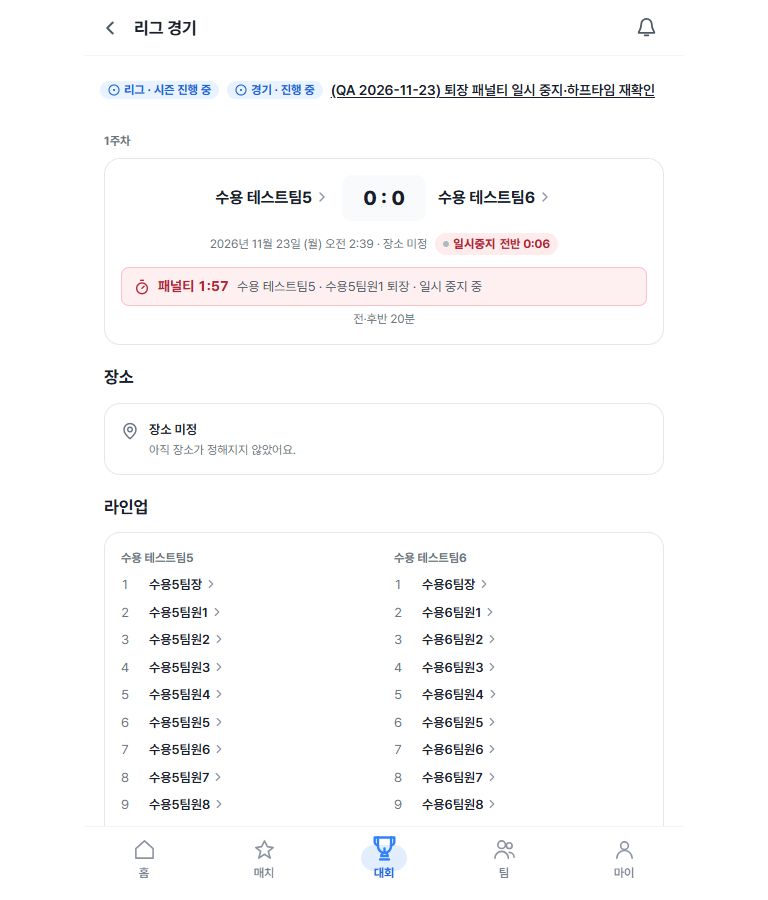 리그 경기
리그 · 시즌 진행 중 경기 · 진행 중 (QA 2026-11-23) 퇴장 패널티 일시 중지·하프타임 재확인
1주차
수용 테스트팀5 0 : 0 수용 테스트팀6
2026년 11월 23일 (월) 오전 2:39 · 장소 미정 일시중지 전반 0:06
패널티 1:57 수용 테스트팀5 · 수용5팀원1 퇴장 · 일시 중지 중
전·후반 20분
장소
장소 미정
아직 장소가 정해지지 않았어요.
라인업
수용 테스트팀5 수용 테스트팀6
1 수용5팀장 1 수용6팀장
2 수용5팀원1 2 수용6팀원1
3 수용5팀원2 3 수용6팀원2
4 수용5팀원3 4 수용6팀원3
5 수용5팀원4 5 수용6팀원4
6 수용5팀원5 6 수용6팀원5
7 수용5팀원6 7 수용6팀원6
8 수용5팀원7 8 수용6팀원7
9 수용5팀원8 9 수용6팀원8
홈 매치 대회 팀 마이